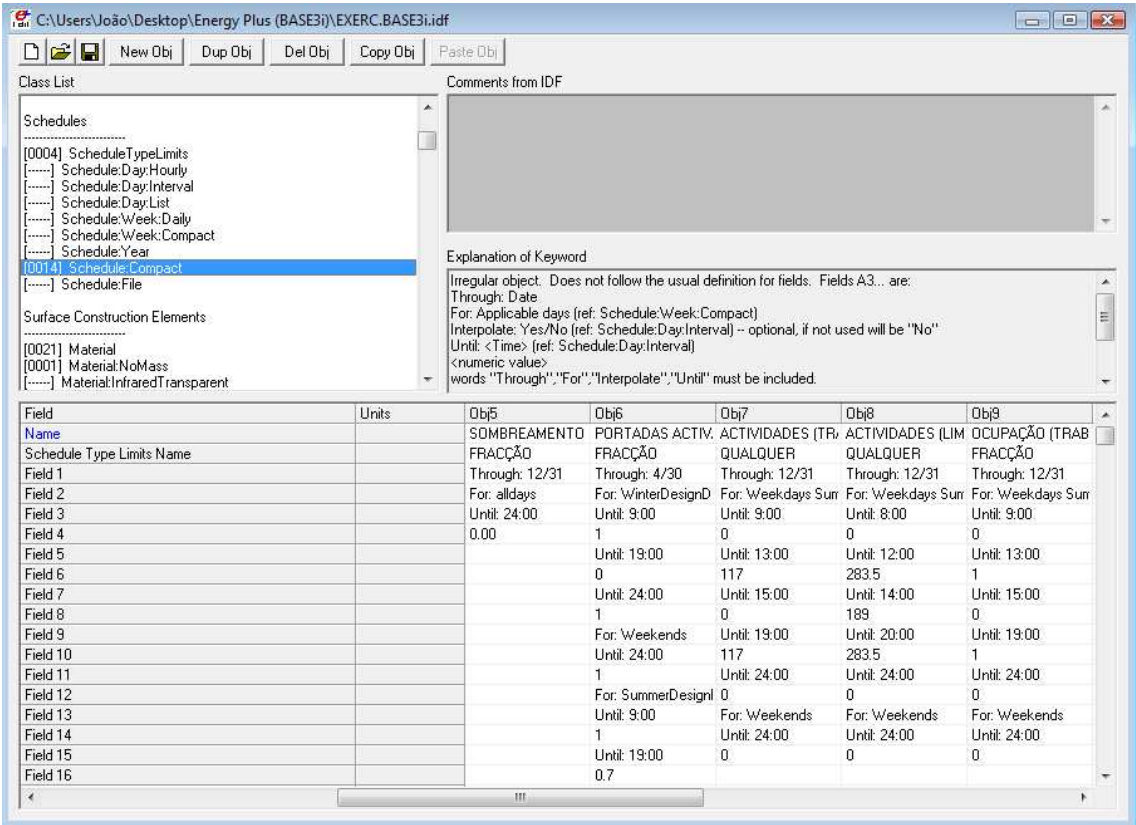 C:\Users\João\Desktop\Energy Plus (BASE3i)\EXERC.BASE3i.idf
New Obj Dup Obj Del Obj Copy Obj Paste Obj
Class List
Comments from IDF
Schedules
[0004] ScheduleTypeLimits
[------] Schedule:Day:Hourly
[------] Schedule:Day:Interval
[------] Schedule:Day:List
[------] Schedule:Week:Daily
[------] Schedule:Week:Compact
[------] Schedule:Year
[0014] Schedule:Compact
[------] Schedule:File
Surface Construction Elements
[0021] Material
[0001] Material:NoMass
[------] Material:InfraredTransparent
Explanation of Keyword
Irregular object. Does not follow the usual definition for fields. Fields A3... are:
Through: Date
For: Applicable days (ref: Schedule:Week:Compact)
Interpolate: Yes/No (ref: Schedule:Day:Interval) -- optional, if not used will be "No"
Until: <Time> (ref: Schedule:Day:Interval)
<numeric value>
words "Through","For","Interpolate","Until" must be included.
Field Units Obj5 Obj6 Obj7 Obj8 Obj9
Name SOMBREAMENTO PORTADAS ACTIV. ACTIVIDADES (TR ACTIVIDADES (LIM OCUPAÇÃO (TRAB
Schedule Type Limits Name FRACÇÃO FRACÇÃO QUALQUER QUALQUER FRACÇÃO
Field 1 Through: 12/31 Through: 4/30 Through: 12/31 Through: 12/31 Through: 12/31
Field 2 For: alldays For: WinterDesignD For: Weekdays Sum For: Weekdays Sum For: Weekdays Sum
Field 3 Until: 24:00 Until: 9:00 Until: 9:00 Until: 8:00 Until: 9:00
Field 4 0.00 1 0 0 0
Field 5 Until: 19:00 Until: 13:00 Until: 12:00 Until: 13:00
Field 6 0 117 283.5 1
Field 7 Until: 24:00 Until: 15:00 Until: 14:00 Until: 15:00
Field 8 1 0 189 0
Field 9 For: Weekends Until: 19:00 Until: 20:00 Until: 19:00
Field 10 Until: 24:00 117 283.5 1
Field 11 1 Until: 24:00 Until: 24:00 Until: 24:00
Field 12 For: SummerDesignI 0 0 0
Field 13 Until: 9:00 For: Weekends For: Weekends For: Weekends
Field 14 1 Until: 24:00 Until: 24:00 Until: 24:00
Field 15 Until: 19:00 0 0 0
Field 16 0.7